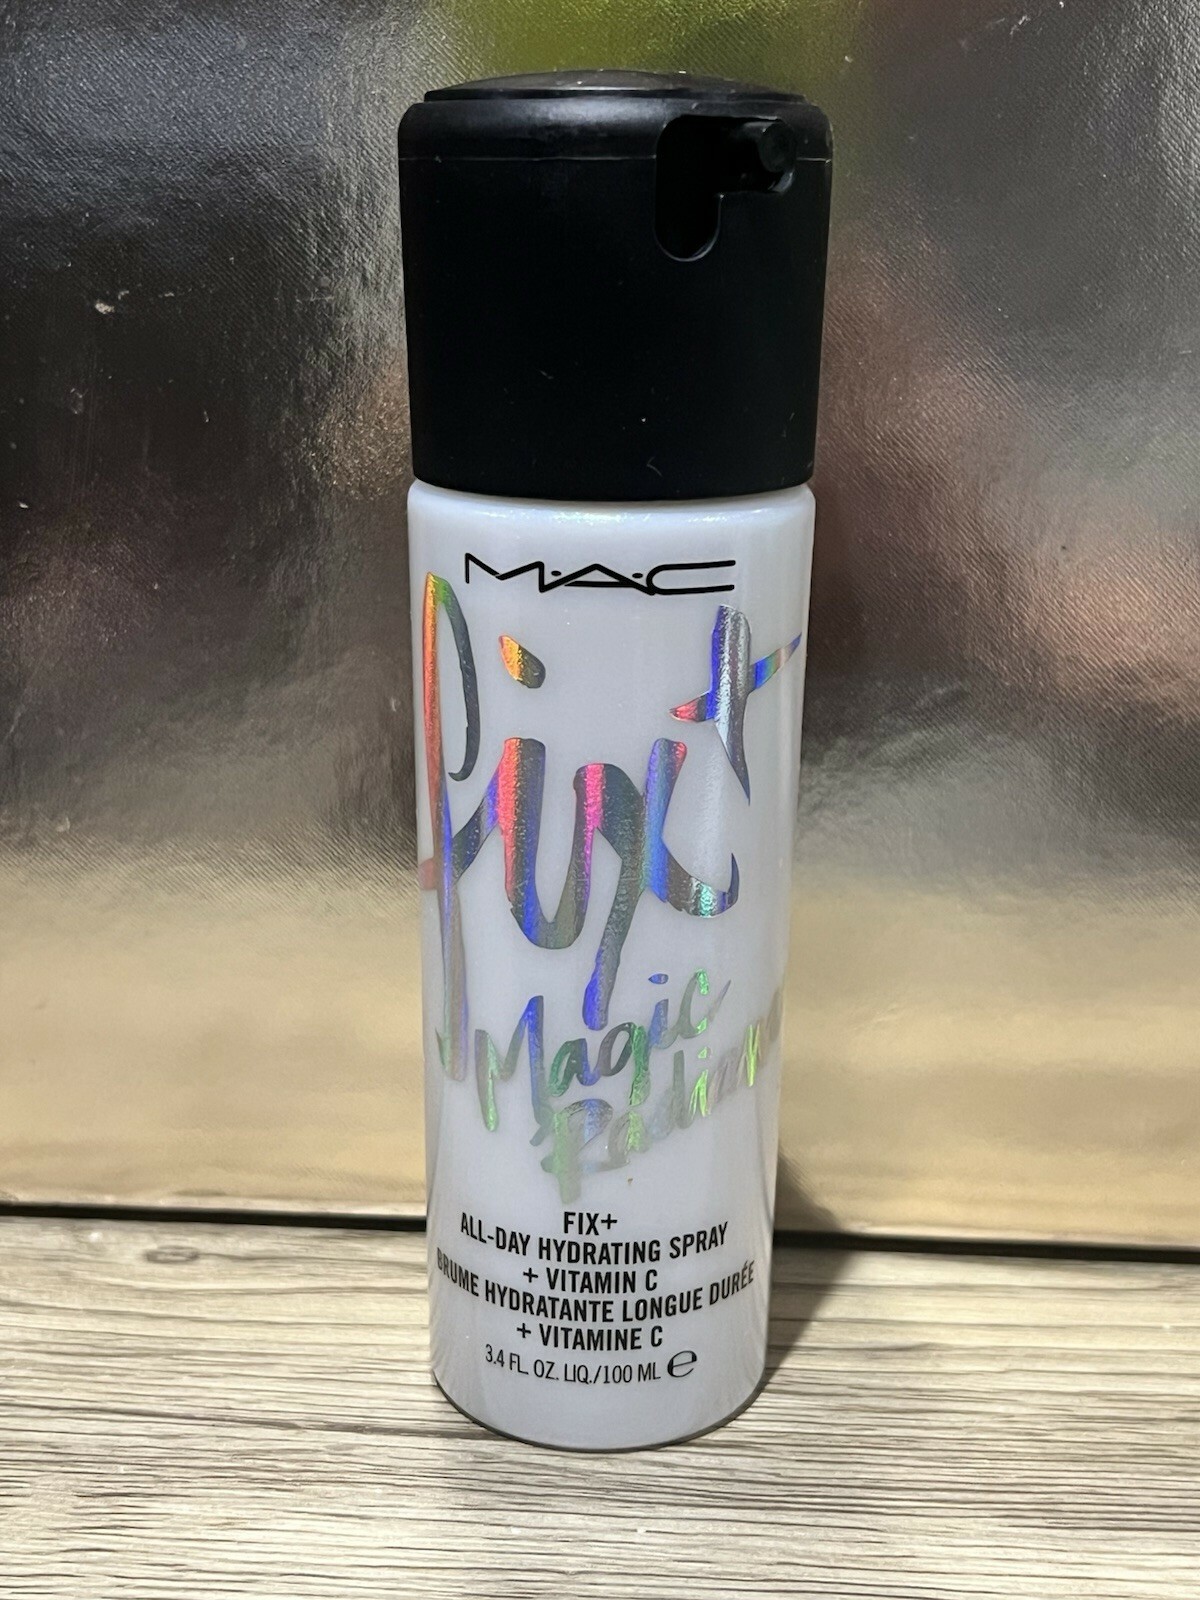 M·A·C
fix+
Magic
Radiance
FIX+
ALL-DAY HYDRATING SPRAY
+ VITAMIN C
BRUME HYDRATANTE LONGUE DURÉE
+ VITAMINE C
3.4 FL. OZ. LIQ./100 ML ℮